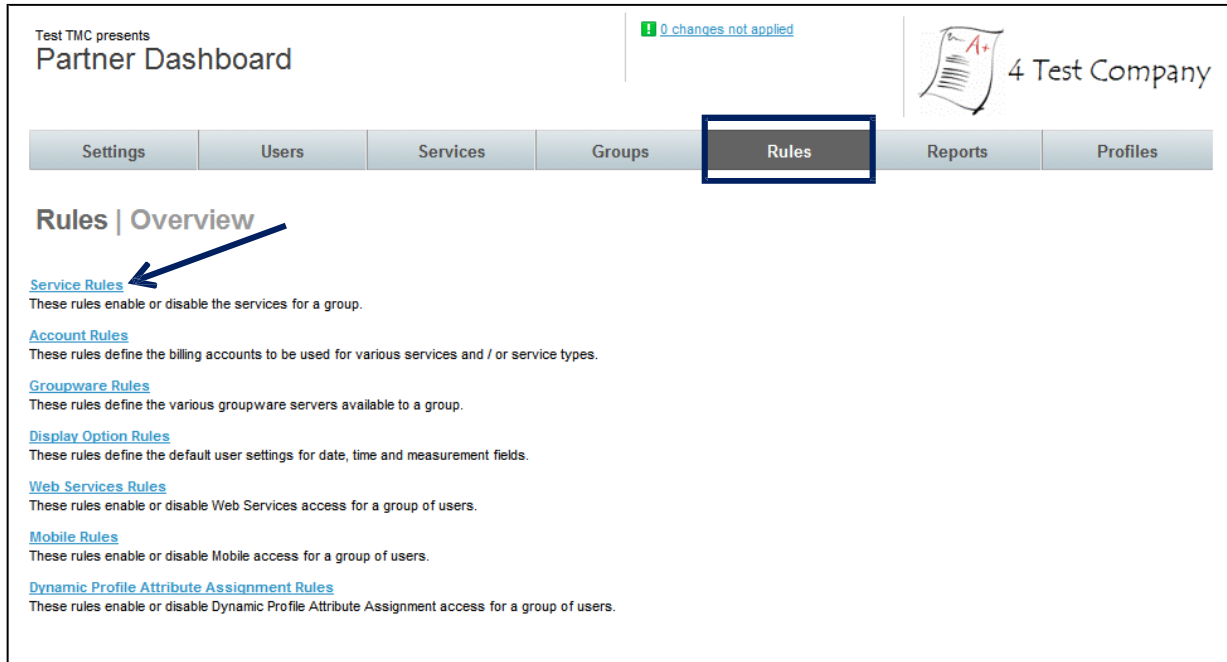 Test TMC presents
Partner Dashboard
! 0 changes not applied
A+
4 Test Company
Settings Users Services Groups Rules Reports Profiles
Rules | Overview
Service Rules
These rules enable or disable the services for a group.
Account Rules
These rules define the billing accounts to be used for various services and / or service types.
Groupware Rules
These rules define the various groupware servers available to a group.
Display Option Rules
These rules define the default user settings for date, time and measurement fields.
Web Services Rules
These rules enable or disable Web Services access for a group of users.
Mobile Rules
These rules enable or disable Mobile access for a group of users.
Dynamic Profile Attribute Assignment Rules
These rules enable or disable Dynamic Profile Attribute Assignment access for a group of users.